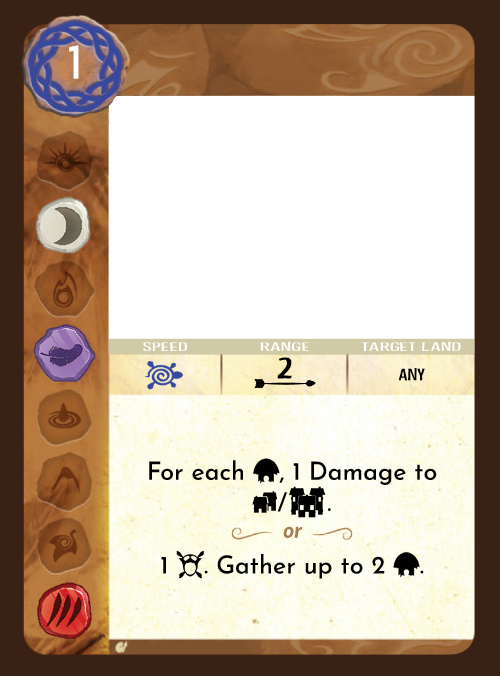 1
SPEED RANGE TARGET LAND
2 ANY
For each , 1 Damage to
/ .
or
1 . Gather up to 2 .